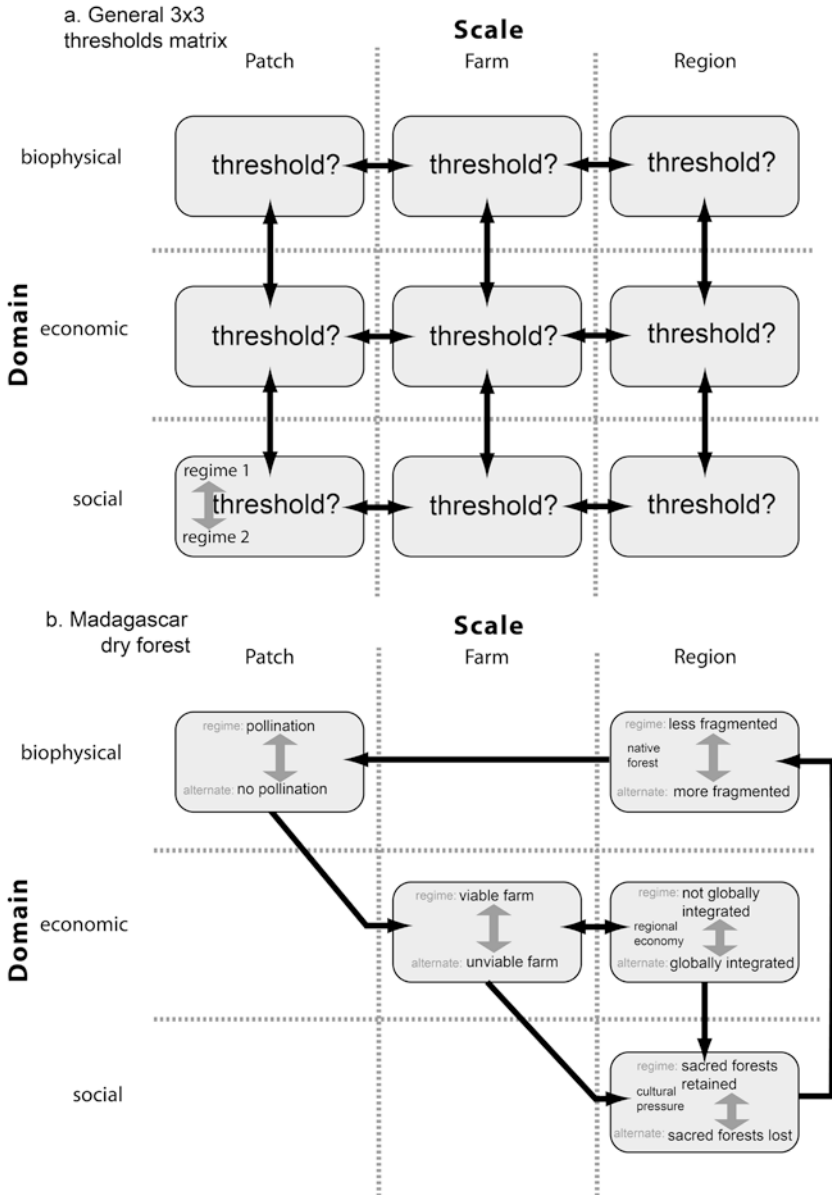 a. General 3x3
thresholds matrix
Scale
Patch
Farm
Region
Domain
biophysical
threshold?
threshold?
threshold?
economic
threshold?
threshold?
threshold?
social
regime 1
threshold?
regime 2
threshold?
threshold?
b. Madagascar
dry forest
Scale
Patch
Farm
Region
Domain
biophysical
regime: pollination
alternate: no pollination
regime: less fragmented
native
forest
alternate: more fragmented
economic
regime: viable farm
alternate: unviable farm
regime: not globally
integrated
regional
economy
alternate: globally integrated
social
regime: sacred forests
retained
cultural
pressure
alternate: sacred forests lost